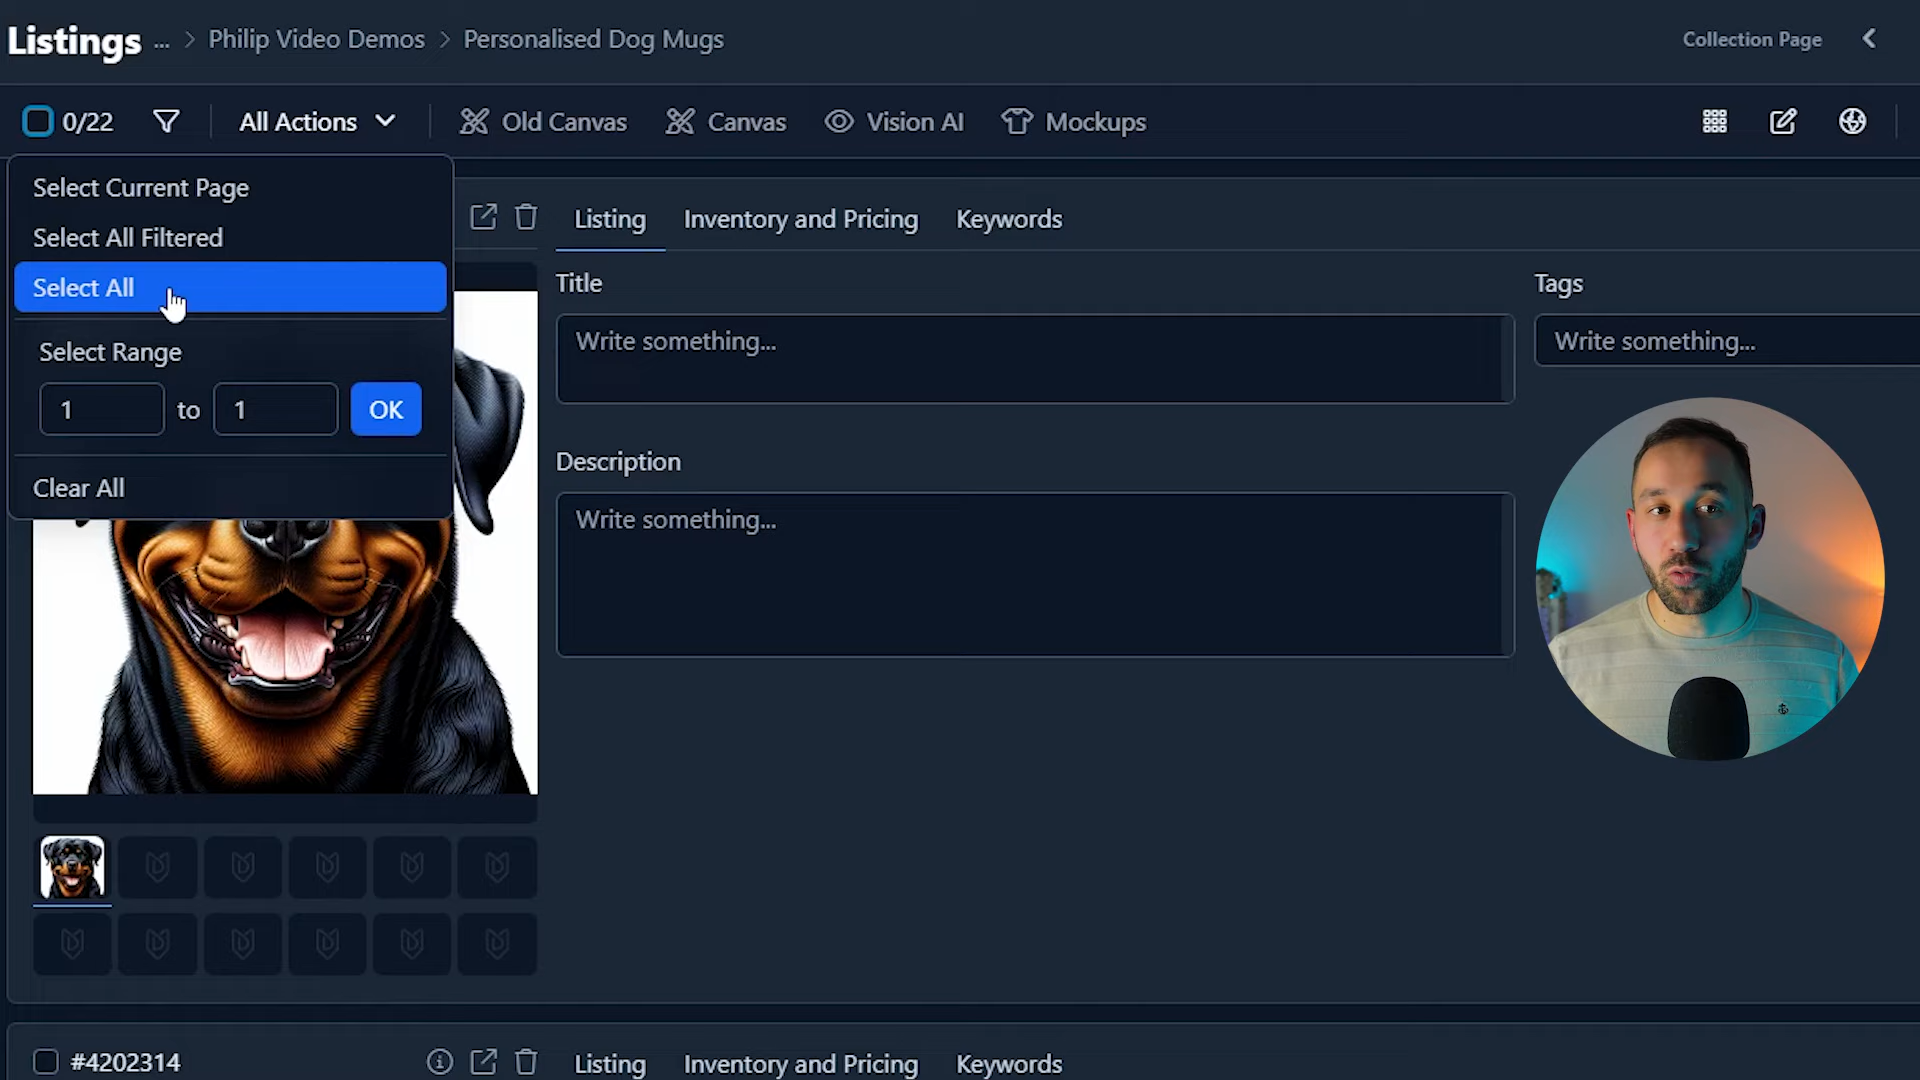 Listings ... > Philip Video Demos > Personalised Dog Mugs
Collection Page
0/22
All Actions
Old Canvas
Canvas
Vision AI
Mockups
Select Current Page
Select All Filtered
Select All
Select Range
1 to 1 OK
Clear All
Listing
Inventory and Pricing
Keywords
Title
Write something...
Tags
Write something...
Description
Write something...
#4202314
Listing
Inventory and Pricing
Keywords